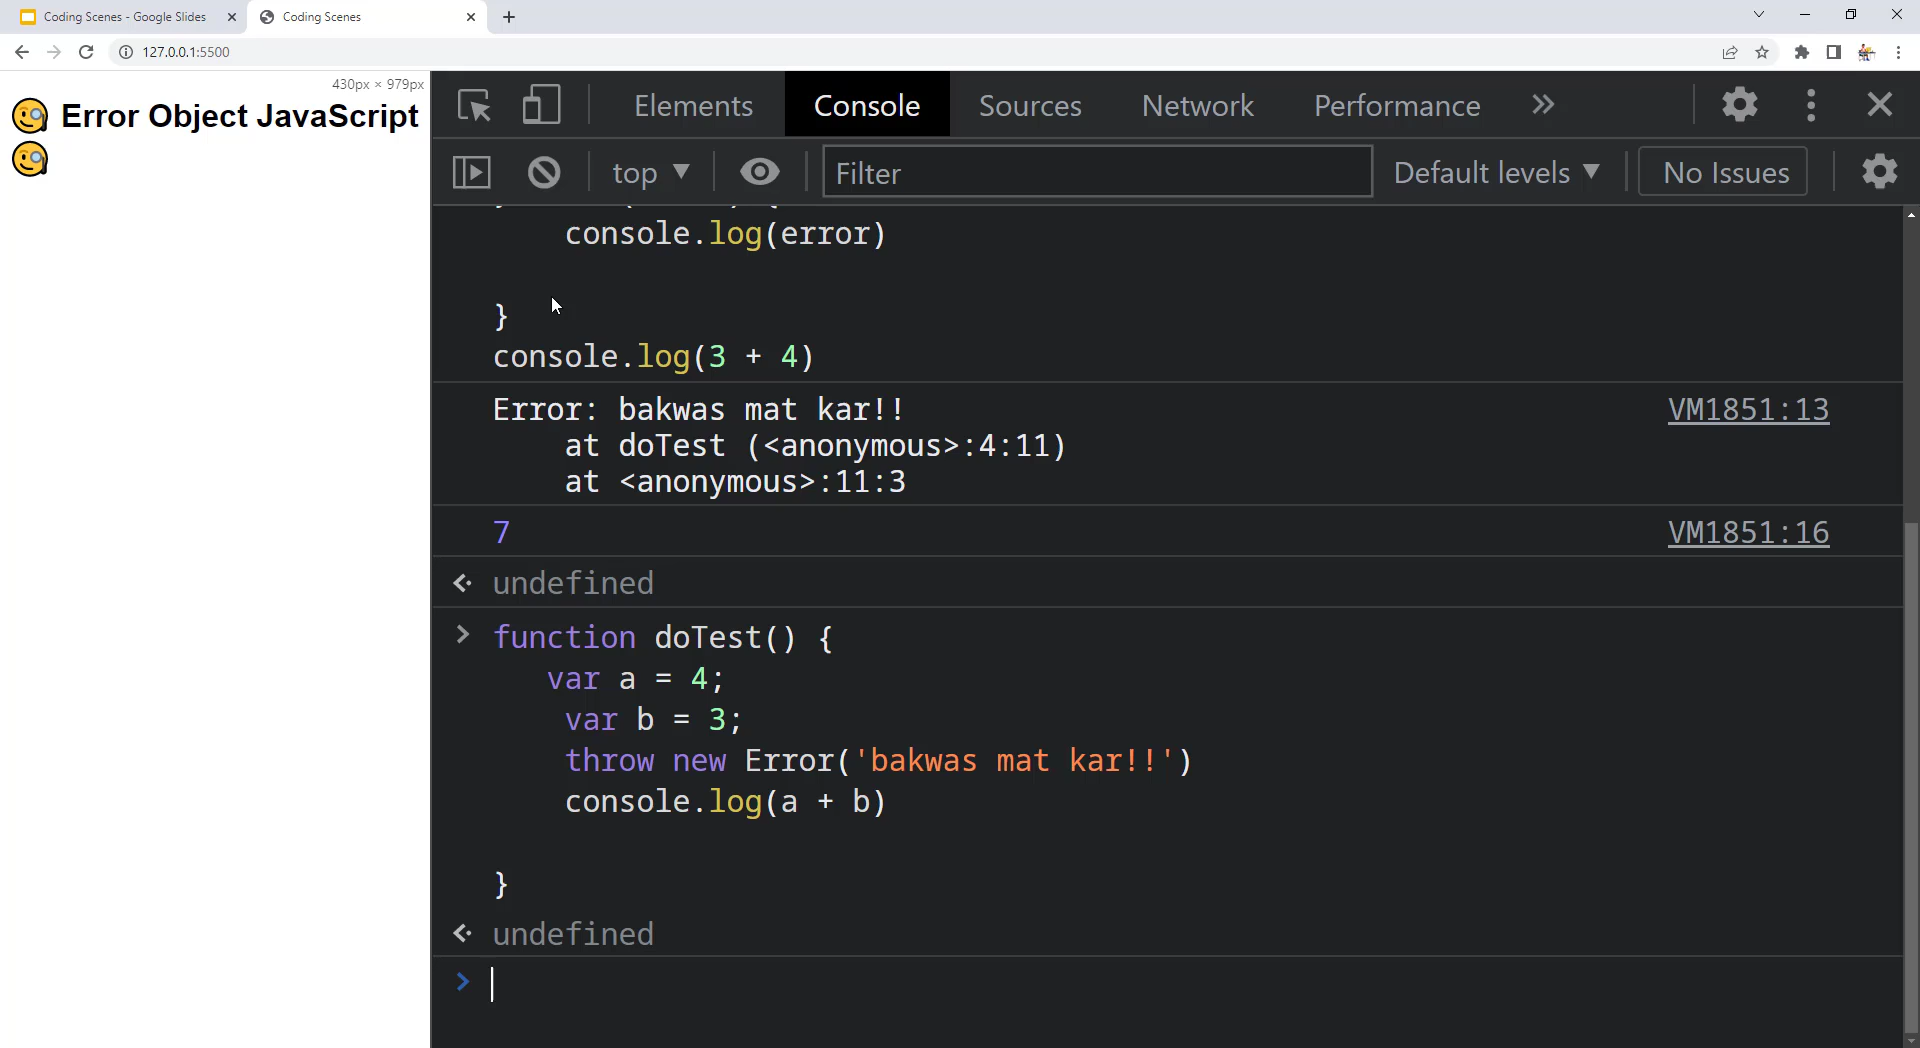 Coding Scenes - Google Slides
Coding Scenes
127.0.0.1:5500
430px × 979px
Error Object JavaScript
Elements Console Sources Network Performance
top Filter Default levels No Issues
console.log(error)
}
console.log(3 + 4)
Error: bakwas mat kar!! VM1851:13
at doTest (<anonymous>:4:11)
at <anonymous>:11:3
7 VM1851:16
undefined
function doTest() {
var a = 4;
var b = 3;
throw new Error('bakwas mat kar!!')
console.log(a + b)
}
undefined